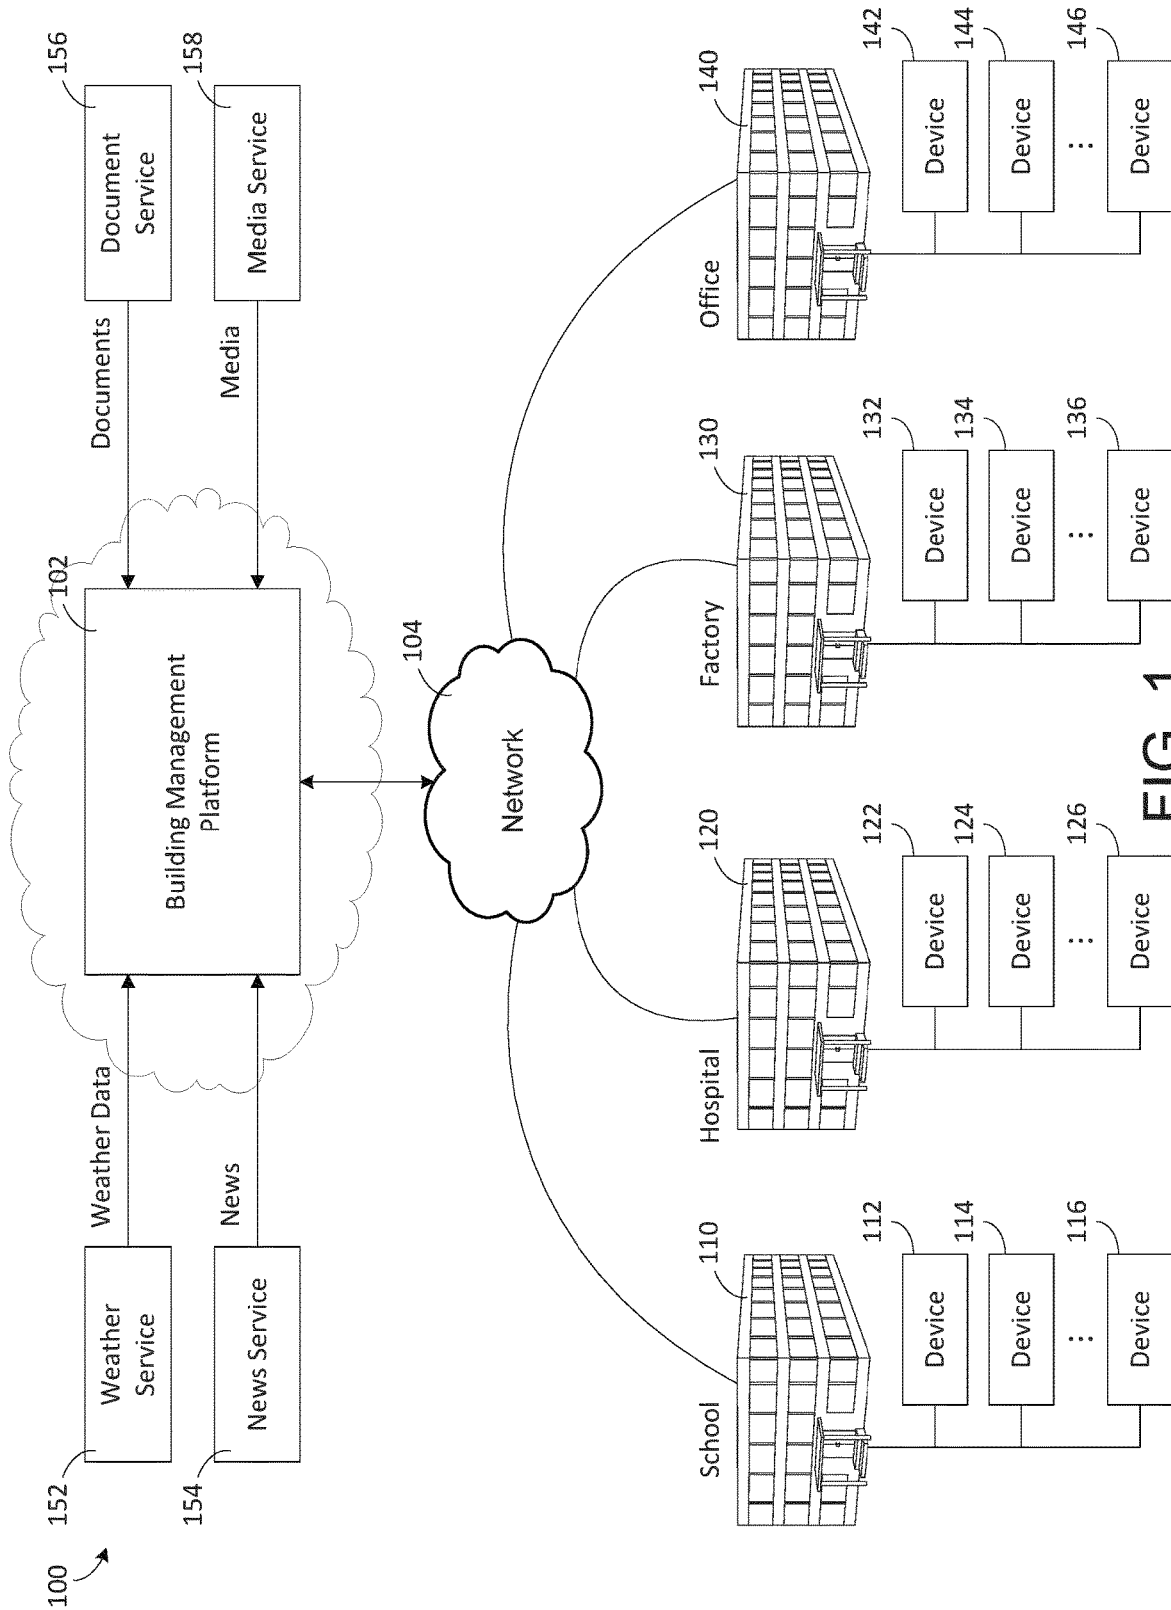 100
152
Weather
Service
154
News Service
Weather Data
News
102
Building Management
Platform
Documents
Media
156
Document
Service
158
Media Service
104
Network
School
110
Hospital
120
Factory
130
Office
140
Device
112
Device
114
Device
116
Device
122
Device
124
Device
126
Device
132
Device
134
Device
136
Device
142
Device
144
Device
146
FIG. 1